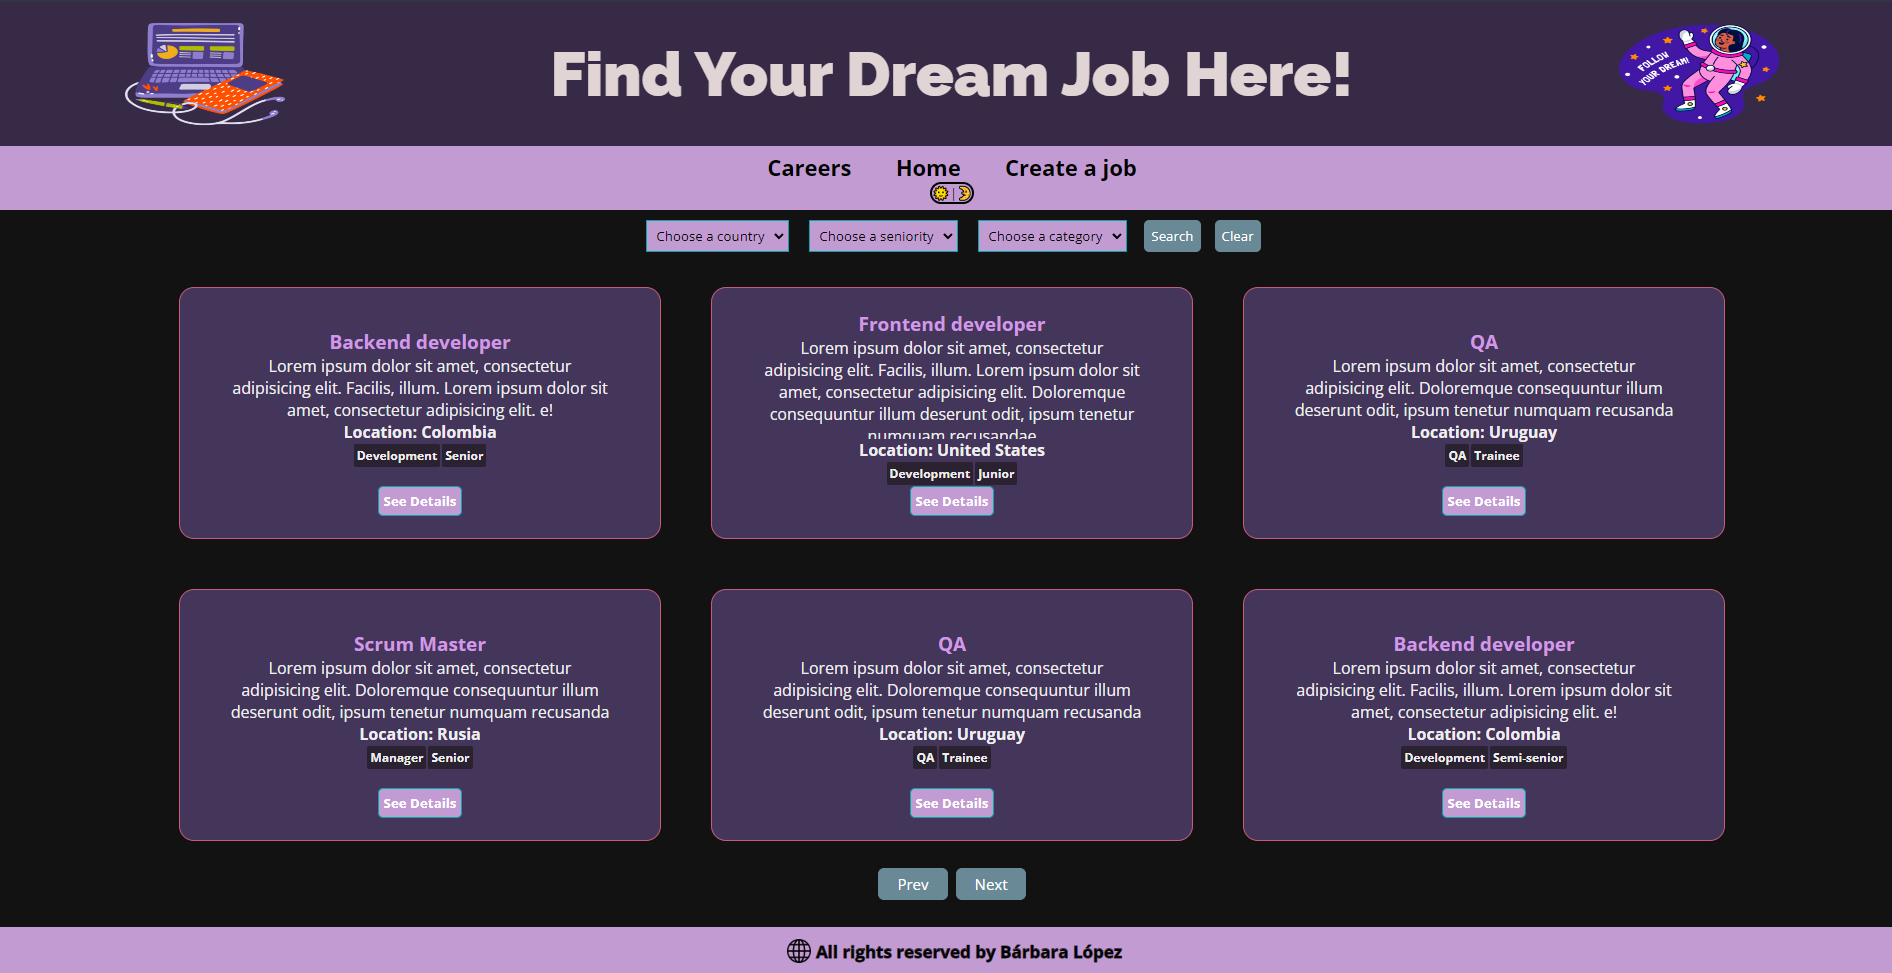 Find Your Dream Job Here!
FOLLOW
YOUR DREAM!
Careers Home Create a job
Choose a country Choose a seniority Choose a category Search Clear
Backend developer
Lorem ipsum dolor sit amet, consectetur
adipisicing elit. Facilis, illum. Lorem ipsum dolor sit
amet, consectetur adipisicing elit. e!
Location: Colombia
Development Senior
See Details
Frontend developer
Lorem ipsum dolor sit amet, consectetur
adipisicing elit. Facilis, illum. Lorem ipsum dolor sit
amet, consectetur adipisicing elit. Doloremque
consequuntur illum deserunt odit, ipsum tenetur
numquam recusandae
Location: United States
Development Junior
See Details
QA
Lorem ipsum dolor sit amet, consectetur
adipisicing elit. Doloremque consequuntur illum
deserunt odit, ipsum tenetur numquam recusanda
Location: Uruguay
QA Trainee
See Details
Scrum Master
Lorem ipsum dolor sit amet, consectetur
adipisicing elit. Doloremque consequuntur illum
deserunt odit, ipsum tenetur numquam recusanda
Location: Rusia
Manager Senior
See Details
QA
Lorem ipsum dolor sit amet, consectetur
adipisicing elit. Doloremque consequuntur illum
deserunt odit, ipsum tenetur numquam recusanda
Location: Uruguay
QA Trainee
See Details
Backend developer
Lorem ipsum dolor sit amet, consectetur
adipisicing elit. Facilis, illum. Lorem ipsum dolor sit
amet, consectetur adipisicing elit. e!
Location: Colombia
Development Semi-senior
See Details
Prev Next
All rights reserved by Bárbara López